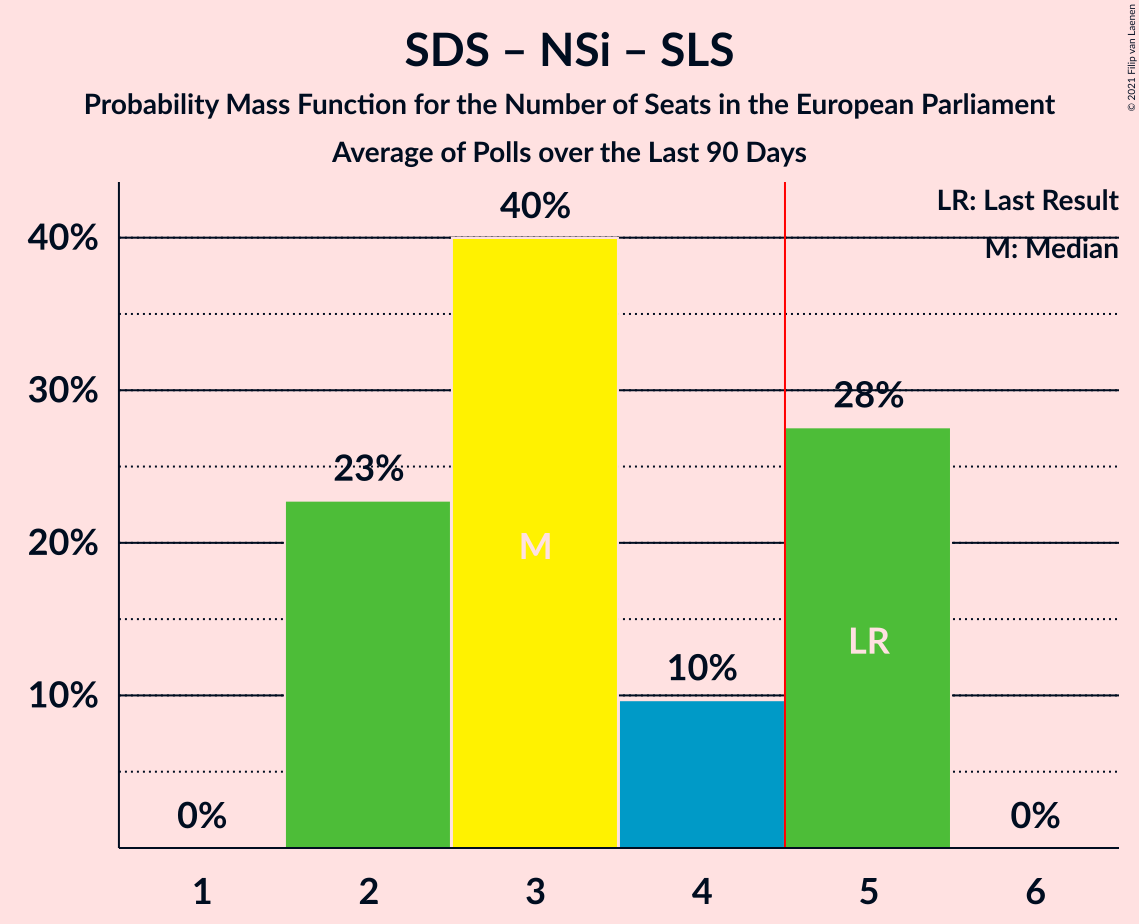 SDS – NSi – SLS
Probability Mass Function for the Number of Seats in the European Parliament
Average of Polls over the Last 90 Days
© 2021 Filip van Laenen
LR: Last Result
M: Median
40%
30%
20%
10%
0%
23%
40%
10%
28%
0%
M
LR
1
2
3
4
5
6